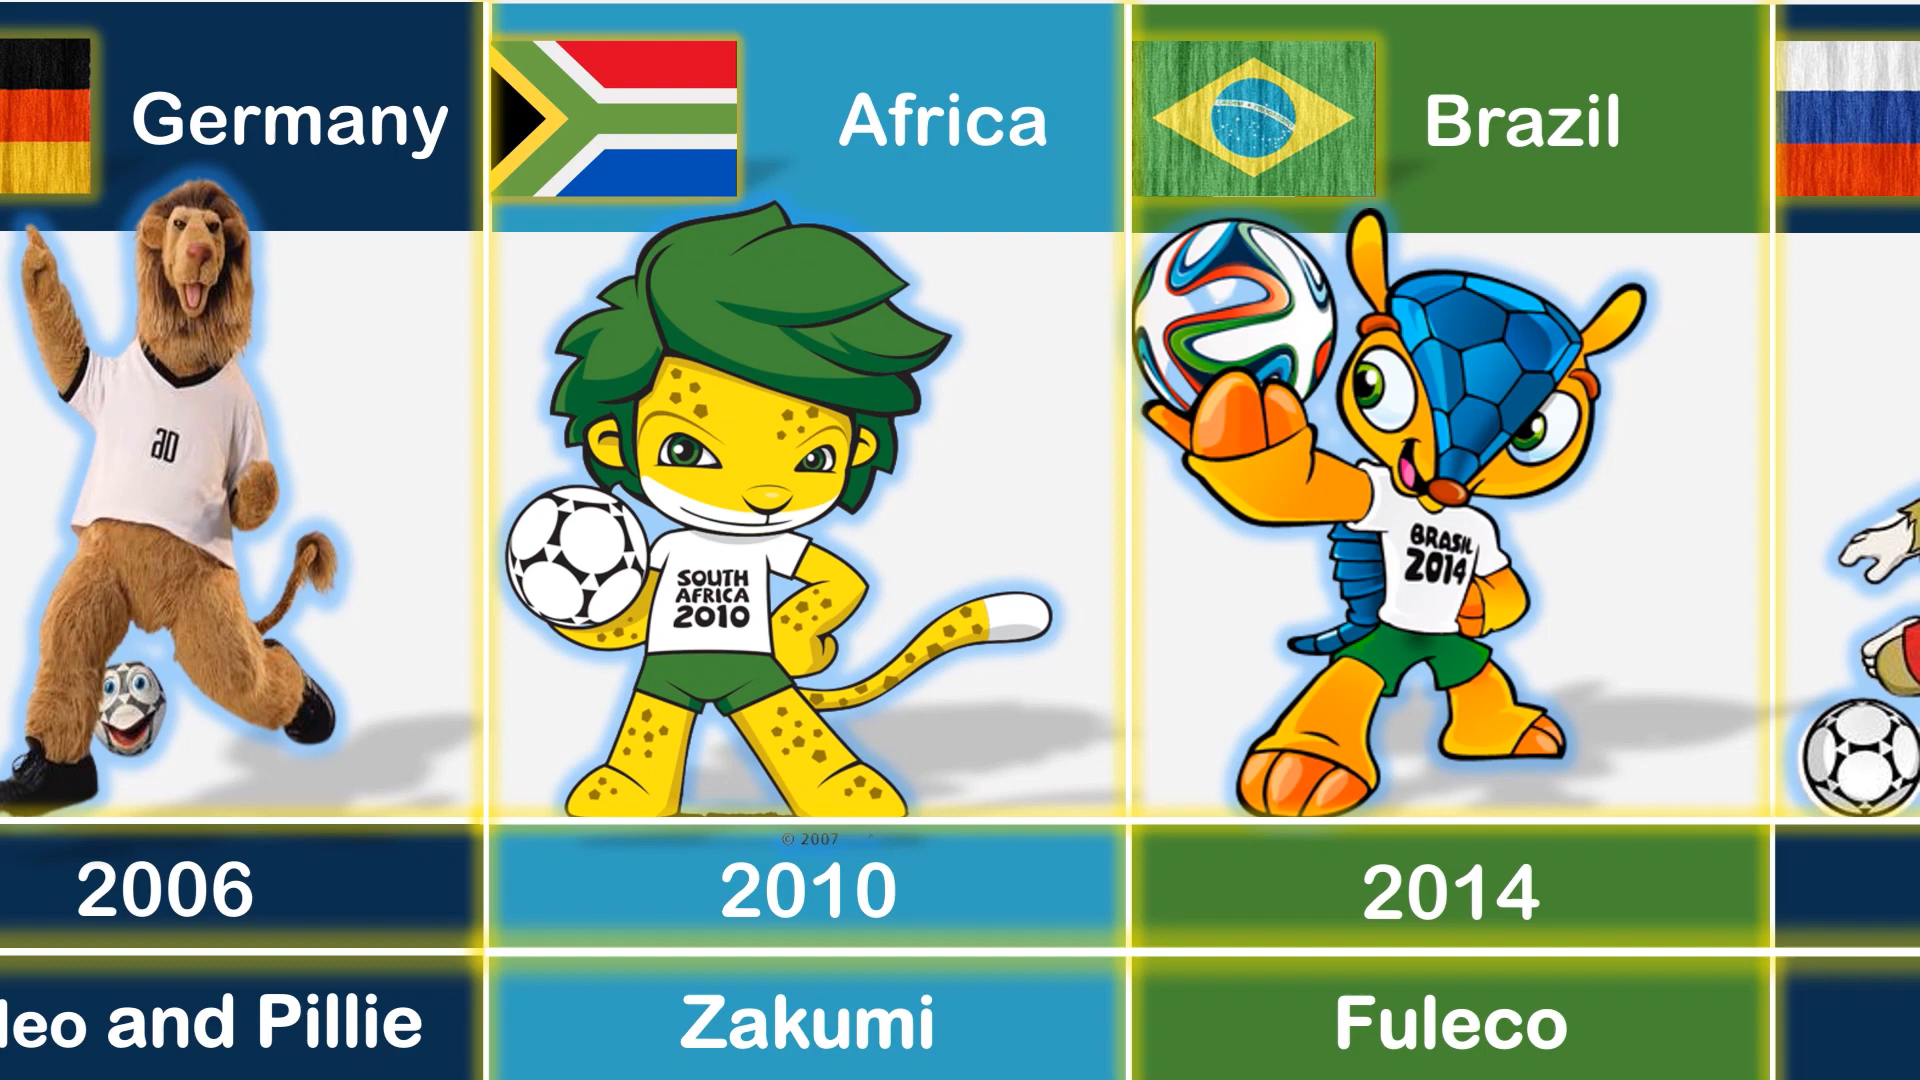 Germany
Africa
Brazil
SOUTH
AFRICA
2010
BRASIL
2014
© 2007
2006
2010
2014
leo and Pillie
Zakumi
Fuleco